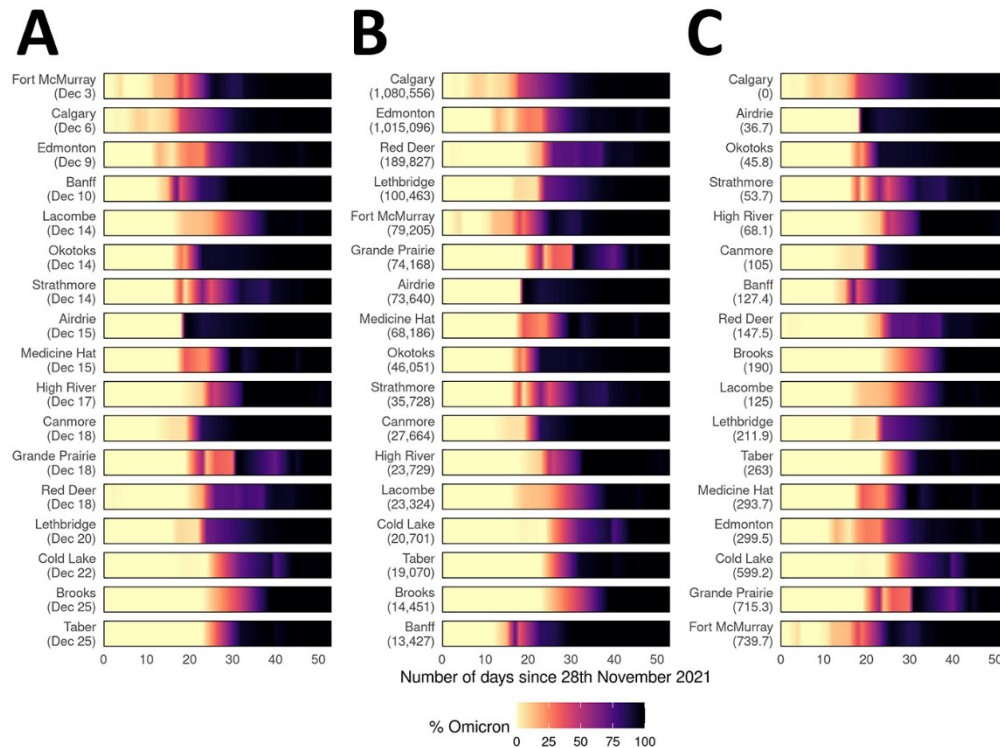 A
B
C
Fort McMurray
(Dec 3)
Calgary
(Dec 6)
Edmonton
(Dec 9)
Banff
(Dec 10)
Lacombe
(Dec 14)
Okotoks
(Dec 14)
Strathmore
(Dec 14)
Airdrie
(Dec 15)
Medicine Hat
(Dec 15)
High River
(Dec 17)
Canmore
(Dec 18)
Grande Prairie
(Dec 18)
Red Deer
(Dec 18)
Lethbridge
(Dec 20)
Cold Lake
(Dec 22)
Brooks
(Dec 25)
Taber
(Dec 25)
0 10 20 30 40 50
Calgary
(1,080,556)
Edmonton
(1,015,096)
Red Deer
(189,827)
Lethbridge
(100,463)
Fort McMurray
(79,205)
Grande Prairie
(74,168)
Airdrie
(73,640)
Medicine Hat
(68,186)
Okotoks
(46,051)
Strathmore
(35,728)
Canmore
(27,664)
High River
(23,729)
Lacombe
(23,324)
Cold Lake
(20,701)
Taber
(19,070)
Brooks
(14,451)
Banff
(13,427)
0 10 20 30 40 50
Calgary
(0)
Airdrie
(36.7)
Okotoks
(45.8)
Strathmore
(53.7)
High River
(68.1)
Canmore
(105)
Banff
(127.4)
Red Deer
(147.5)
Brooks
(190)
Lacombe
(125)
Lethbridge
(211.9)
Taber
(263)
Medicine Hat
(293.7)
Edmonton
(299.5)
Cold Lake
(599.2)
Grande Prairie
(715.3)
Fort McMurray
(739.7)
0 10 20 30 40 50
Number of days since 28th November 2021
% Omicron
0 25 50 75 100